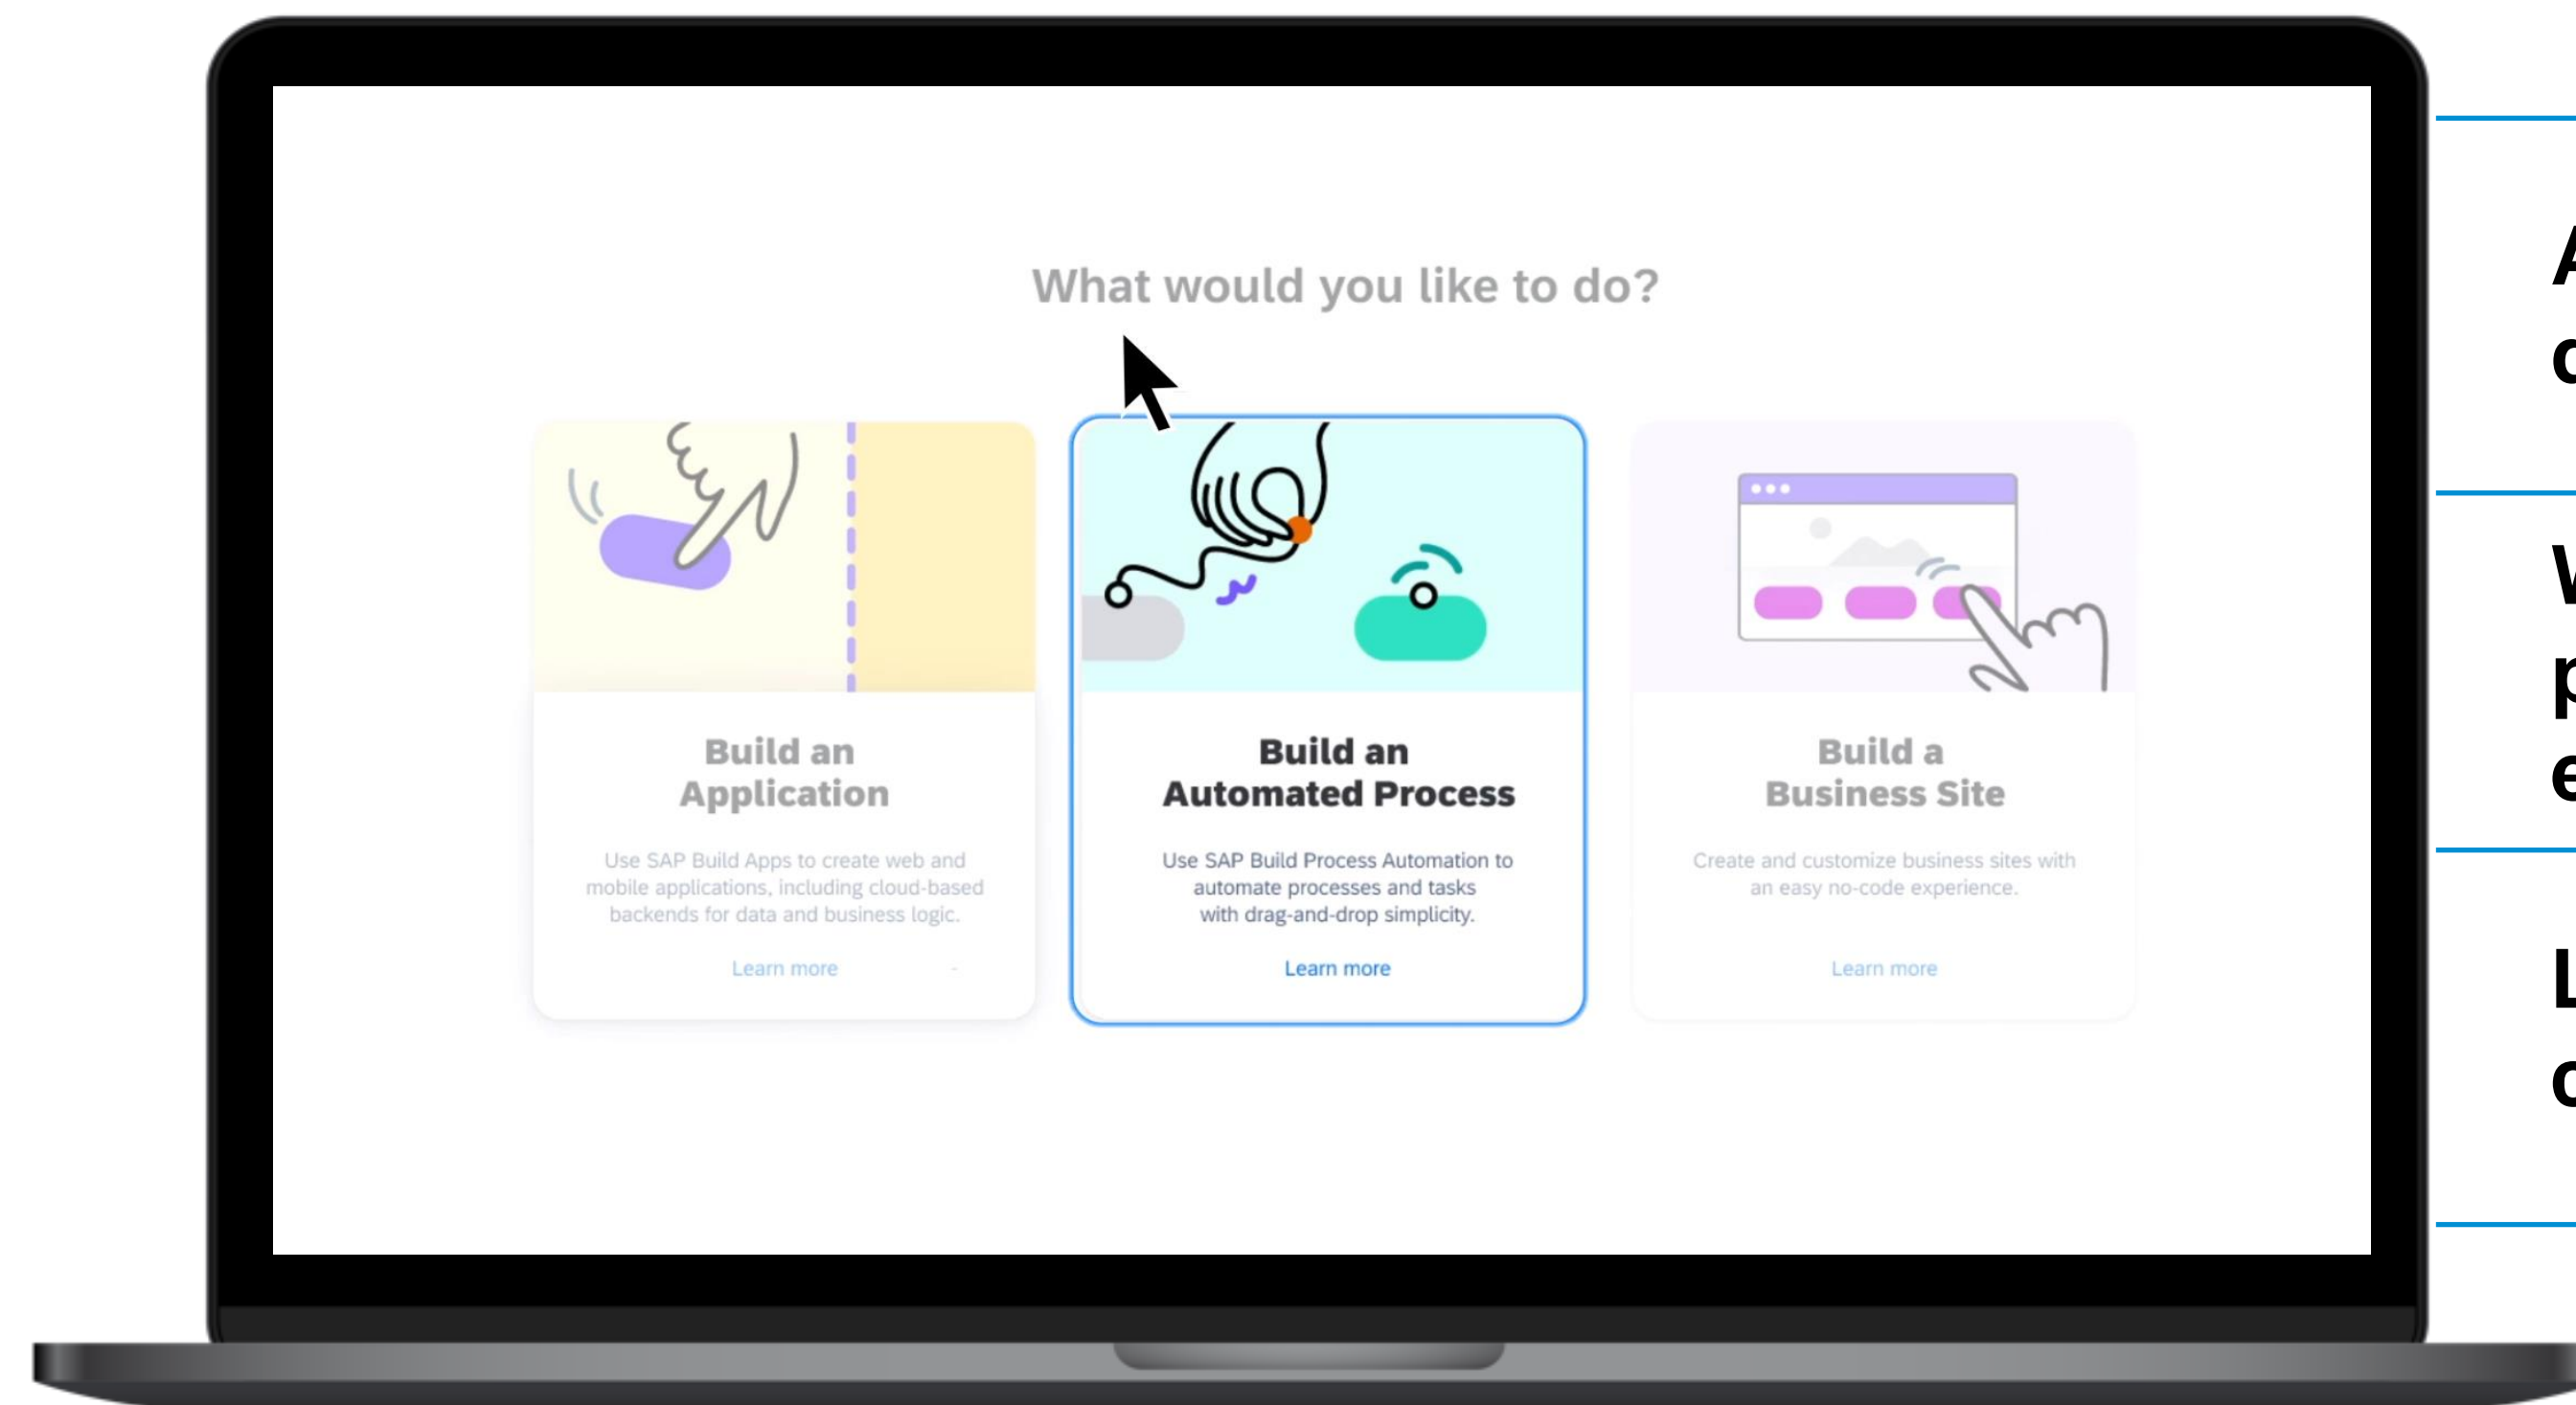 What would you like to do?
Build an
Application
Use SAP Build Apps to create web and
mobile applications, including cloud-based
backends for data and business logic.
Learn more
Build an
Automated Process
Use SAP Build Process Automation to
automate processes and tasks
with drag-and-drop simplicity.
Learn more
Build a
Business Site
Create and customize business sites with
an easy no-code experience.
Learn more